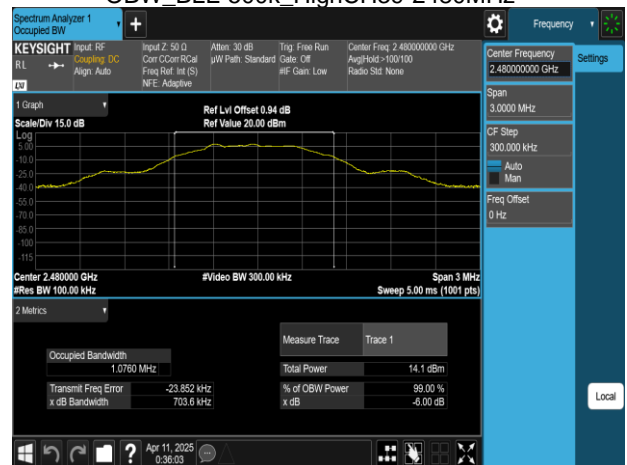 OBW_BLE 500k_HighCH39 2480MHz
Spectrum Analyzer 1
Occupied BW
Frequency
KEYSIGHT
RL
LXI
Input: RF
Coupling: DC
Align: Auto
Input Z: 50 Ω
Corr CCorr RCal
Freq Ref: Int (S)
NFE: Adaptive
Atten: 30 dB
µW Path: Standard
Trig: Free Run
Gate: Off
#IF Gain: Low
Center Freq: 2.480000000 GHz
Avg|Hold:>100/100
Radio Std: None
Center Frequency
2.480000000 GHz
Settings
Span
3.0000 MHz
CF Step
300.000 kHz
Auto
Man
Freq Offset
0 Hz
1 Graph
Scale/Div 15.0 dB
Ref Lvl Offset 0.94 dB
Ref Value 20.00 dBm
Log
5.00
-10.0
-25.0
-40.0
-55.0
-70.0
-85.0
-100
-115
Center 2.480000 GHz
#Res BW 100.00 kHz
#Video BW 300.00 kHz
Span 3 MHz
Sweep 5.00 ms (1001 pts)
2 Metrics
Measure Trace Trace 1
Occupied Bandwidth
1.0760 MHz
Total Power 14.1 dBm
Transmit Freq Error -23.852 kHz
% of OBW Power 99.00 %
x dB Bandwidth 703.6 kHz
x dB -6.00 dB
Local
Apr 11, 2025
0:36:03